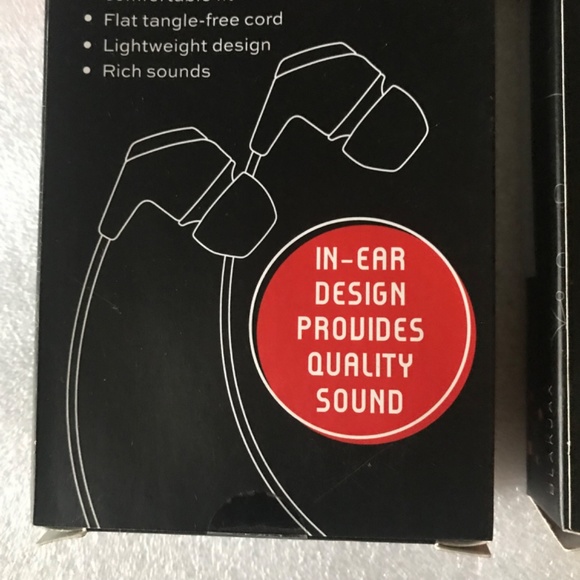 • Flat tangle-free cord
• Lightweight design
• Rich sounds
IN-EAR
DESIGN
PROVIDES
QUALITY
SOUND